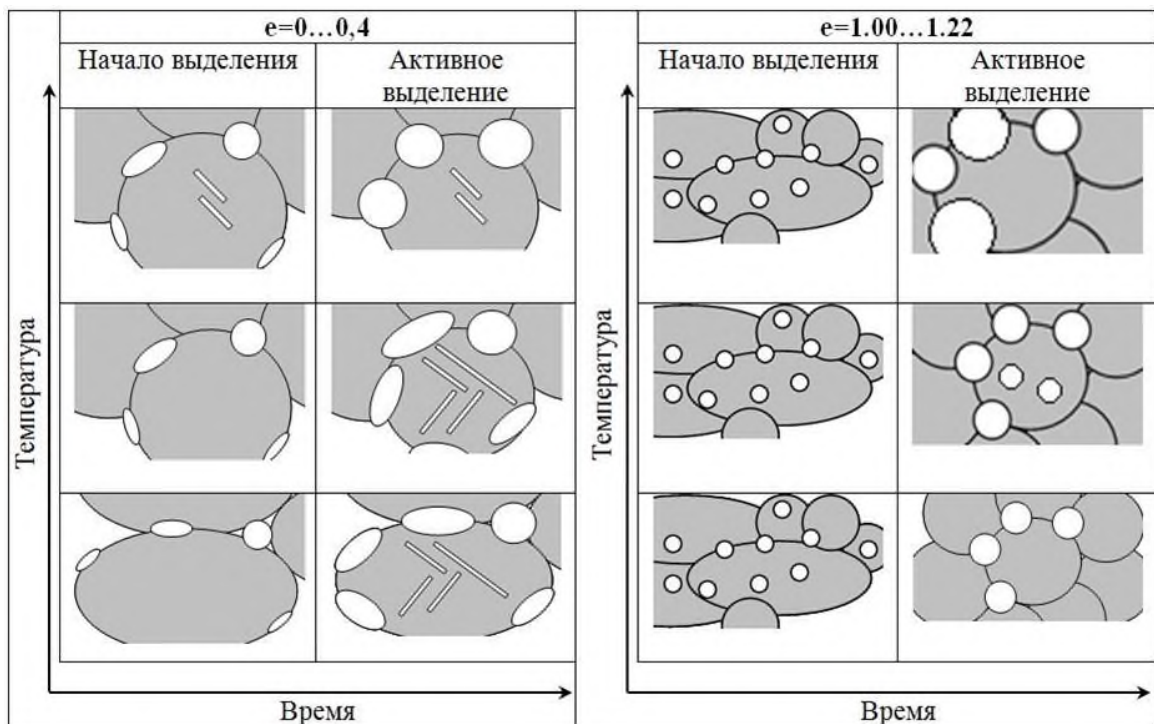 e=0…0,4
e=1.00…1.22
Начало выделения
Активное
выделение
Начало выделения
Активное
выделение
Температура
Температура
Время
Время